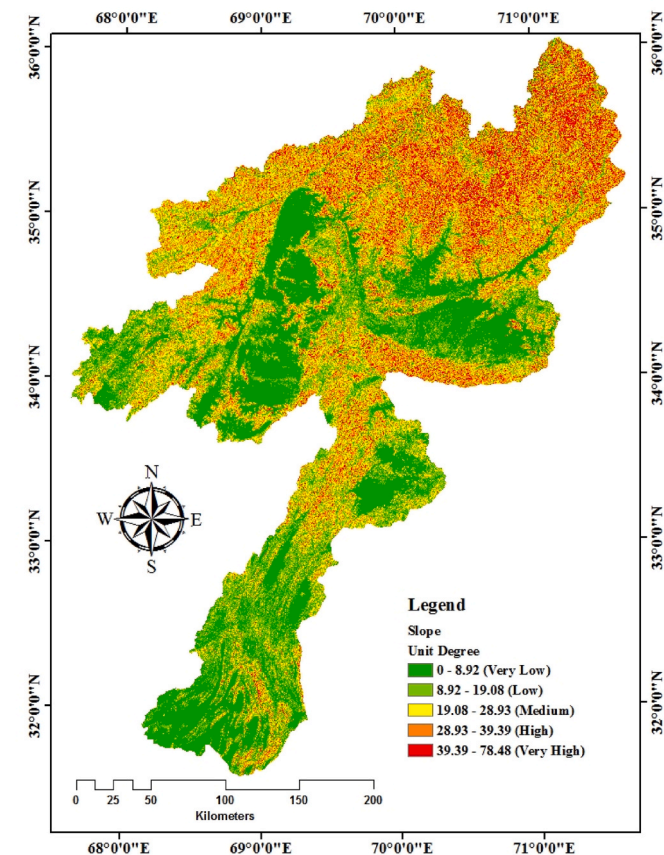 68°0'0"E 69°0'0"E 70°0'0"E 71°0'0"E
36°0'0"N 36°0'0"N
35°0'0"N 35°0'0"N
34°0'0"N 34°0'0"N
N
W E
S
33°0'0"N 33°0'0"N
Legend
Slope
Unit Degree
0 - 8.92 (Very Low)
8.92 - 19.08 (Low)
19.08 - 28.93 (Medium)
28.93 - 39.39 (High)
39.39 - 78.48 (Very High)
32°0'0"N 32°0'0"N
0 25 50 100 150 200
Kilometers
68°0'0"E 69°0'0"E 70°0'0"E 71°0'0"E